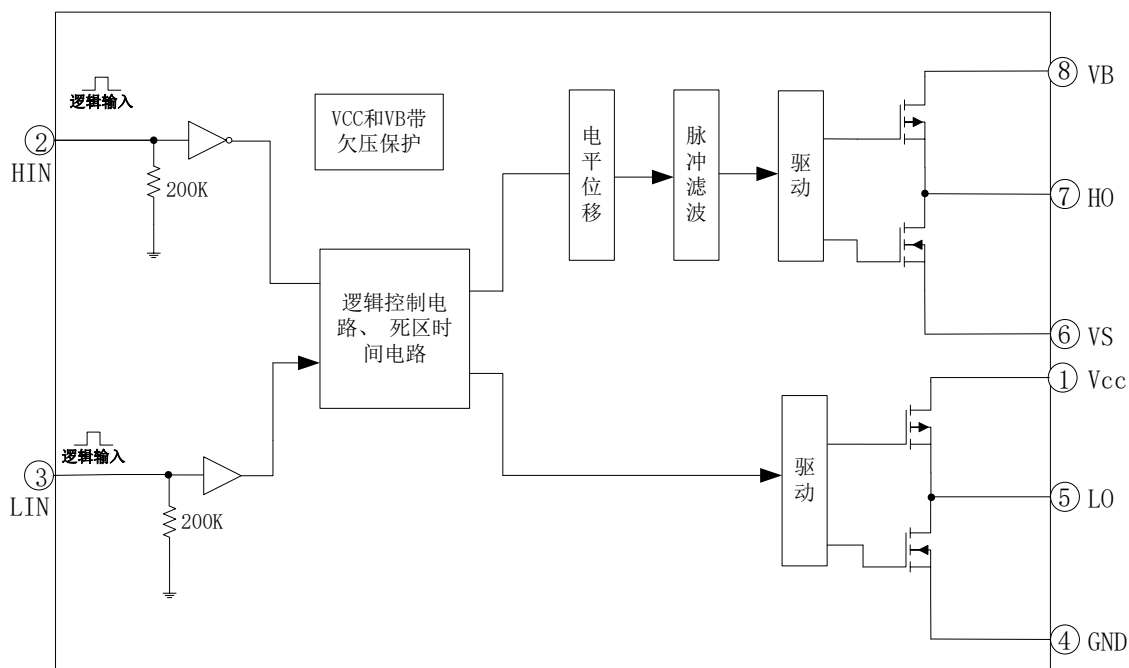 逻辑输入
② HIN
200K
VCC和VB带
欠压保护
逻辑控制电
路、 死区时
间电路
逻辑输入
③ LIN
200K
电平位移
脉冲滤波
驱动
⑧ VB
⑦ HO
⑥ VS
① Vcc
驱动
⑤ LO
④ GND